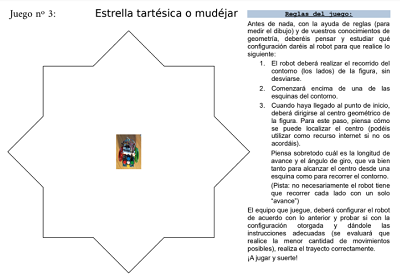 Juego nº 3:
Estrella tartésica o mudéjar
Reglas del juego:
Antes de nada, con la ayuda de reglas (para
medir el dibujo) y de vuestros conocimientos de
geometría, deberéis pensar y estudiar qué
configuración daréis al robot para que realice lo
siguiente:
1. El robot deberá realizar el recorrido del
contorno (los lados) de la figura, sin
desviarse.
2. Comenzará encima de una de las
esquinas del contorno.
3. Cuando haya llegado al punto de inicio,
deberá dirigirse al centro geométrico de
la figura. Para este paso, piensa cómo
se puede localizar el centro (podéis
utilizar como recurso internet si no os
acordáis).
Piensa sobretodo cuál es la longitud de
avance y el ángulo de giro, que va bien
tanto para alcanzar el centro desde una
esquina como para recorrer el contorno.
(Pista: no necesariamente el robot tiene
que recorrer cada lado con un solo
"avance")
El equipo que juegue, deberá configurar el robot
de acuerdo con lo anterior y probar si con la
configuración otorgada y dándole las
instrucciones adecuadas (se evaluará que
realice la menor cantidad de movimientos
posibles), realiza el trayecto correctamente.
¡A jugar y suerte!